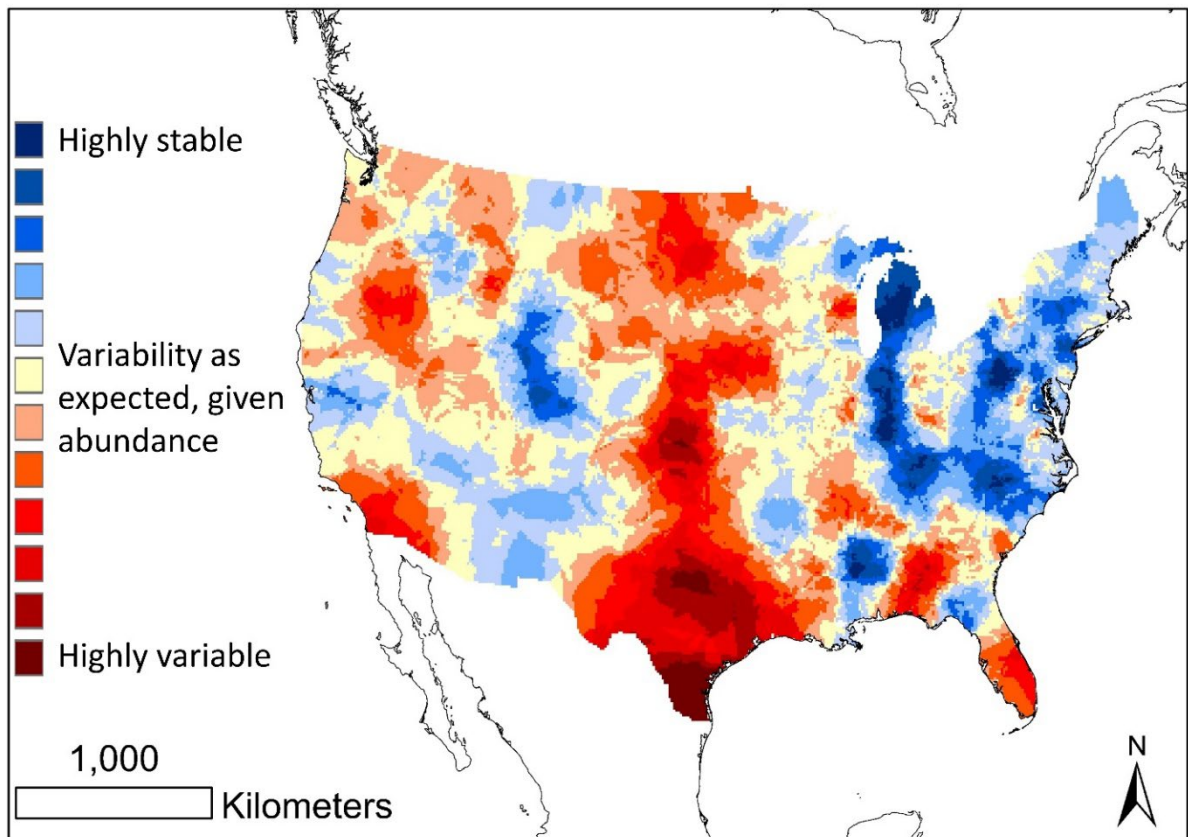 Highly stable
Variability as
expected, given
abundance
Highly variable
1,000
Kilometers
N